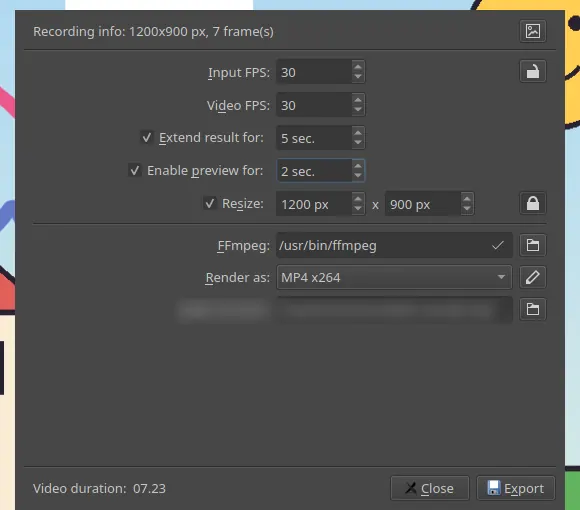 Recording info: 1200x900 px, 7 frame(s)
Input FPS: 30
Video FPS: 30
Extend result for: 5 sec.
Enable preview for: 2 sec.
Resize: 1200 px x 900 px
FFmpeg: /usr/bin/ffmpeg
Render as: MP4 x264
Video duration: 07.23 Close Export